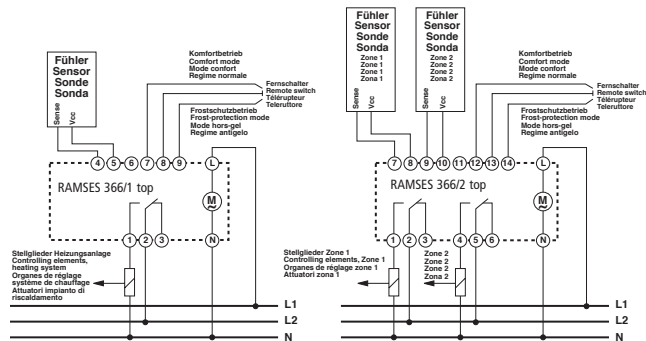 Fühler
Sensor
Sonde
Sonda
Sense
Vcc
Komfortbetrieb
Comfort mode
Mode confort
Regime normale
Fernschalter
Remote switch
Télérupteur
Teleruttore
Frostschutzbetrieb
Frost-protection mode
Mode hors-gel
Regime antigelo
4 5 6 7 8 9 L
RAMSES 366/1 top
M
1 2 3 N
Stellglieder Heizungsanlage
Controlling elements,
heating system
Organes de réglage
système de chauffage
Attuatori impianto di
riscaldamento
L1
L2
N
Fühler
Sensor
Sonde
Sonda
Zone 1
Zone 1
Zone 1
Zona 1
Sense
Vcc
Fühler
Sensor
Sonde
Sonda
Zone 2
Zone 2
Zone 2
Zona 2
Sense
Vcc
Komfortbetrieb
Comfort mode
Mode confort
Regime normale
Fernschalter
Remote switch
Télérupteur
Teleruttore
Frostschutzbetrieb
Frost-protection mode
Mode hors-gel
Regime antigelo
7 8 9 10 11 12 13 14 L
RAMSES 366/2 top
M
1 2 3 4 5 6 N
Stellglieder Zone 1
Controlling elements, Zone 1
Organes de réglage zone 1
Attuatori zona 1
Zone 2
Zone 2
Zone 2
Zona 2
L1
L2
N